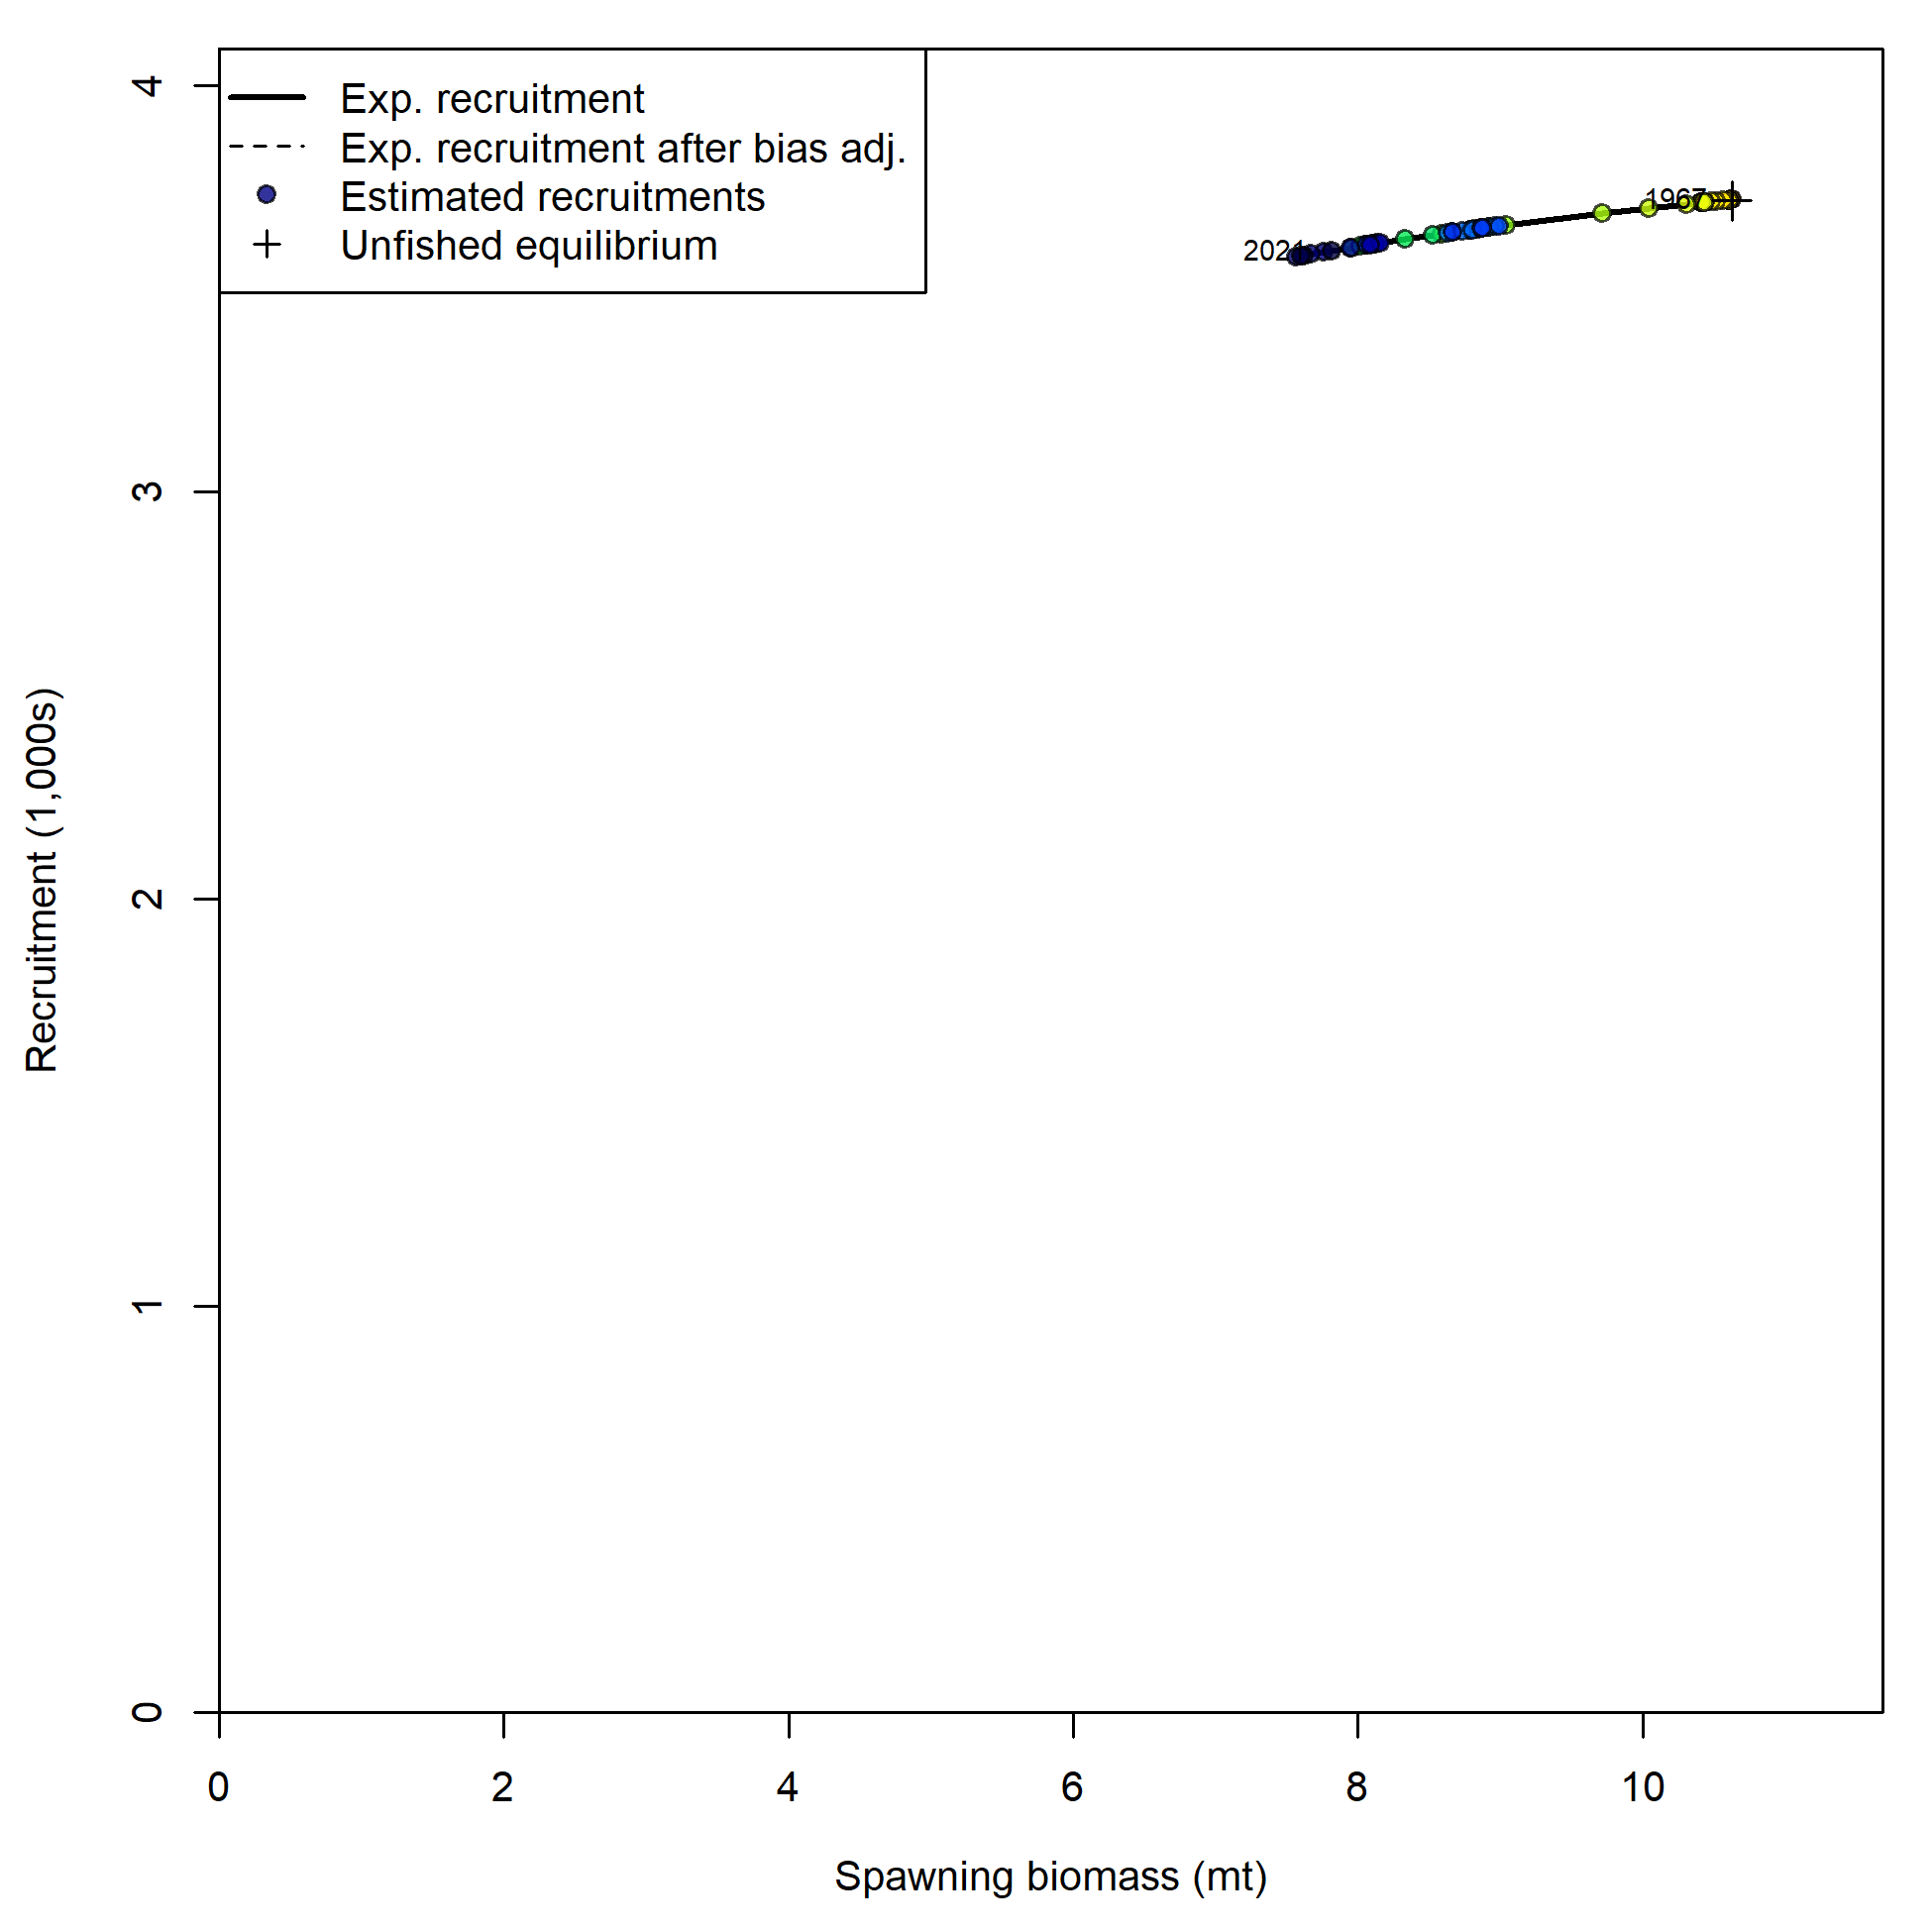 Exp. recruitment
Exp. recruitment after bias adj.
Estimated recruitments
Unfished equilibrium
1967
2021
4
3
2
1
0
Recruitment (1,000s)
0 2 4 6 8 10
Spawning biomass (mt)